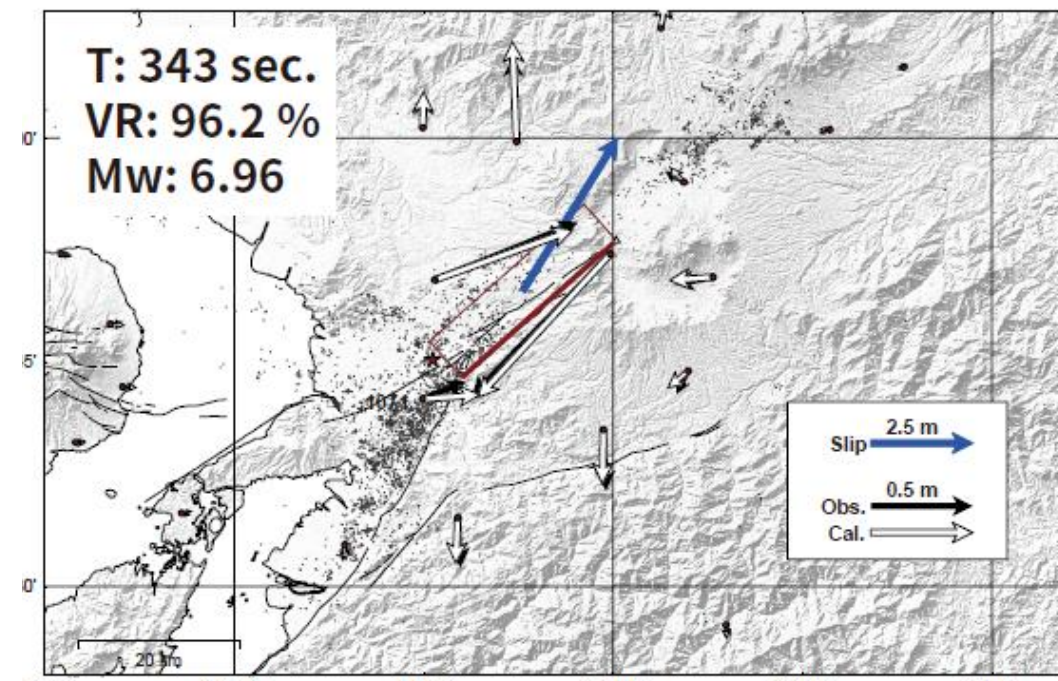 T: 343 sec.
VR: 96.2 %
Mw: 6.96
0'
5'
0'
2.5 m
Slip
0.5 m
Obs.
Cal.
20 km